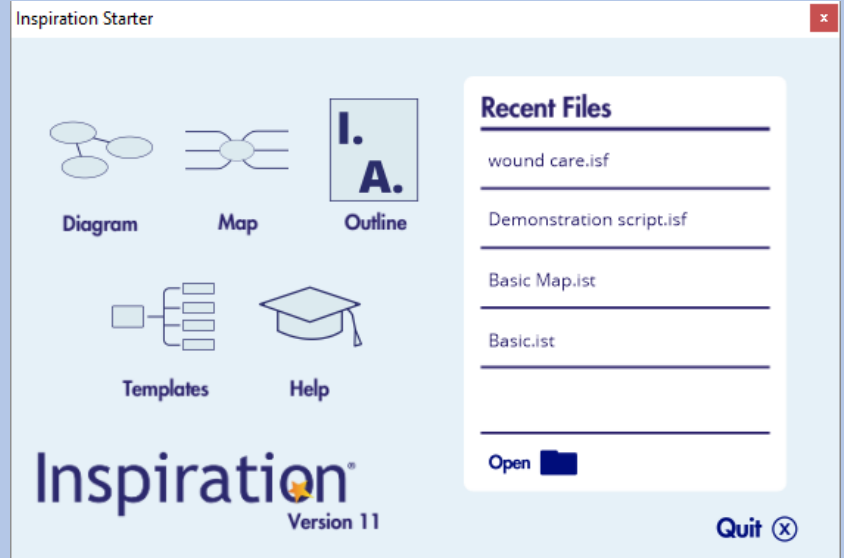 Inspiration Starter
x
I.
A.
Diagram
Map
Outline
Templates
Help
Inspiration®
Version 11
Recent Files
wound care.isf
Demonstration script.isf
Basic Map.ist
Basic.ist
Open
Quit